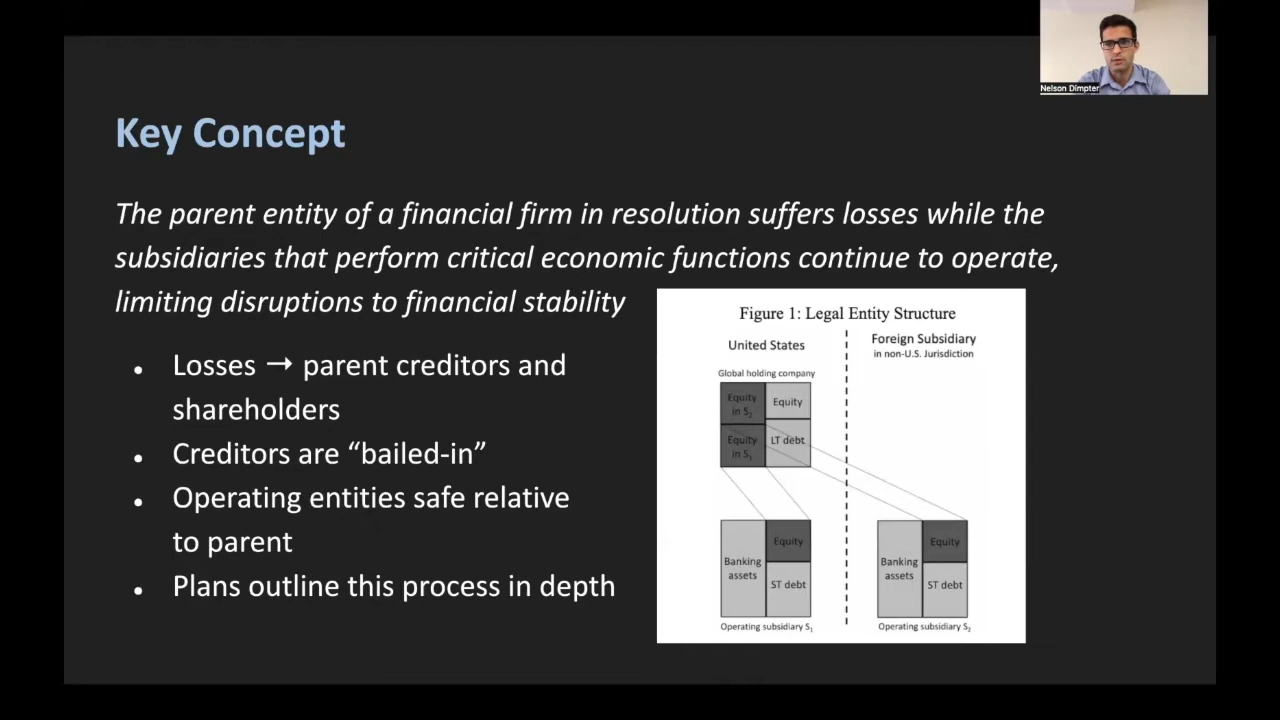 Nelson Dimpter
Key Concept
The parent entity of a financial firm in resolution suffers losses while the
subsidiaries that perform critical economic functions continue to operate,
limiting disruptions to financial stability
• Losses → parent creditors and
shareholders
• Creditors are “bailed-in”
• Operating entities safe relative
to parent
• Plans outline this process in depth
Figure 1: Legal Entity Structure
United States
Foreign Subsidiary
in non-U.S. Jurisdiction
Global holding company
Equity
in S₂
Equity
Equity
in S₁
LT debt
Banking
assets
Equity
ST debt
Operating subsidiary S₁
Banking
assets
Equity
ST debt
Operating subsidiary S₂